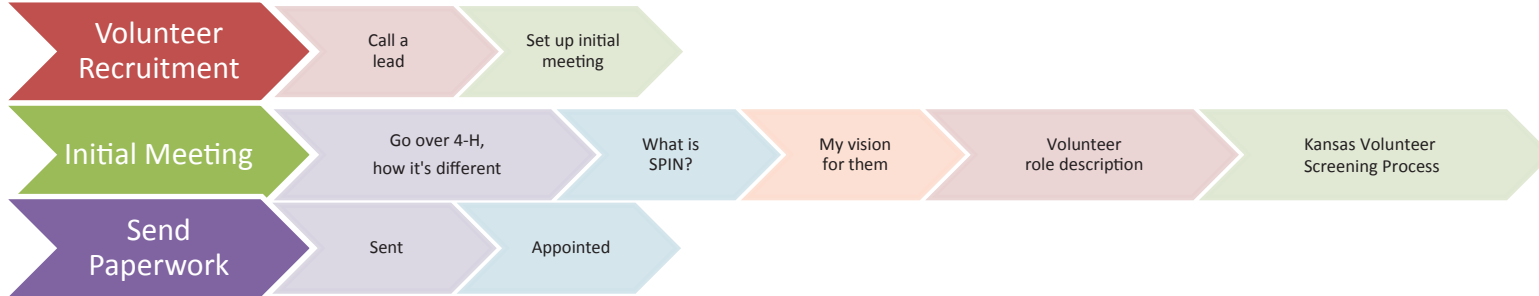 Volunteer
Recruitment
Call a
lead
Set up initial
meeting
Initial Meeting
Go over 4-H,
how it's different
What is
SPIN?
My vision
for them
Volunteer
role description
Kansas Volunteer
Screening Process
Send
Paperwork
Sent
Appointed